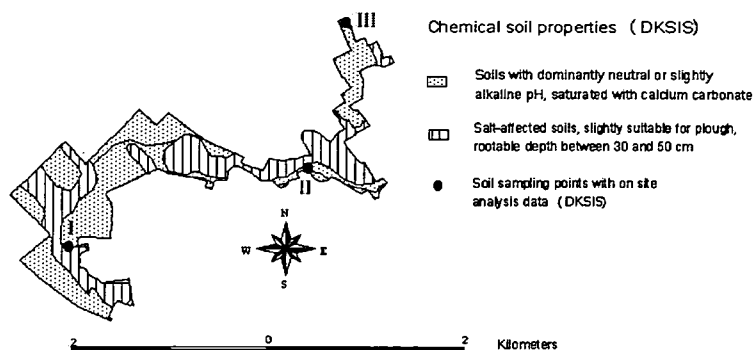 III
Chemical soil properties (DKSIS)
Soils with dominantly neutral or slightly
alkaline pH, saturated with calcium carbonate
Salt-affected soils, slightly suitable for plough,
rootable depth between 30 and 50 cm
II
Soil sampling points with on site
analysis data (DKSIS)
I
N
W E
S
2 0 2
Kilometers